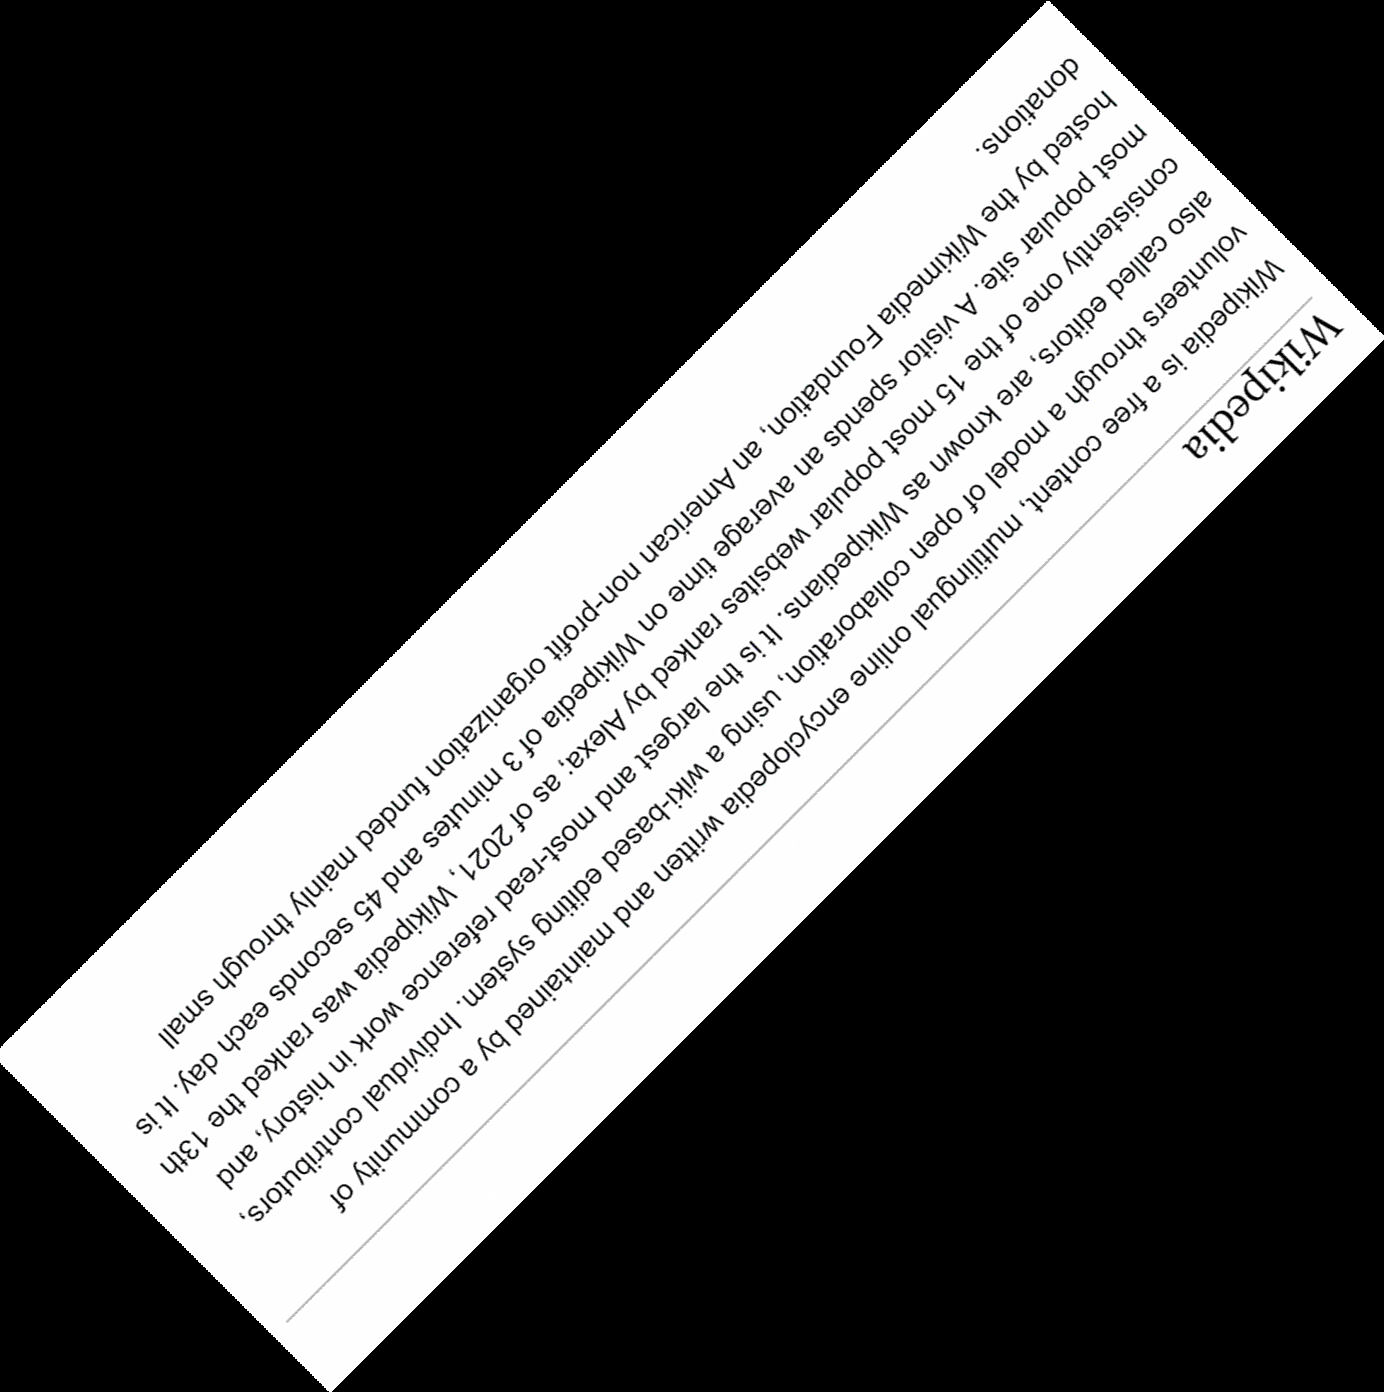 Wikipedia
Wikipedia is a free content, multilingual online encyclopedia written and maintained by a community of
volunteers through a model of open collaboration, using a wiki-based editing system. Individual contributors,
also called editors, are known as Wikipedians. It is the largest and most-read reference work in history, and
consistently one of the 15 most popular websites ranked by Alexa; as of 2021, Wikipedia was ranked the 13th
most popular site. A visitor spends an average time on Wikipedia of 3 minutes and 45 seconds each day. It is
hosted by the Wikimedia Foundation, an American non-profit organization funded mainly through small
donations.